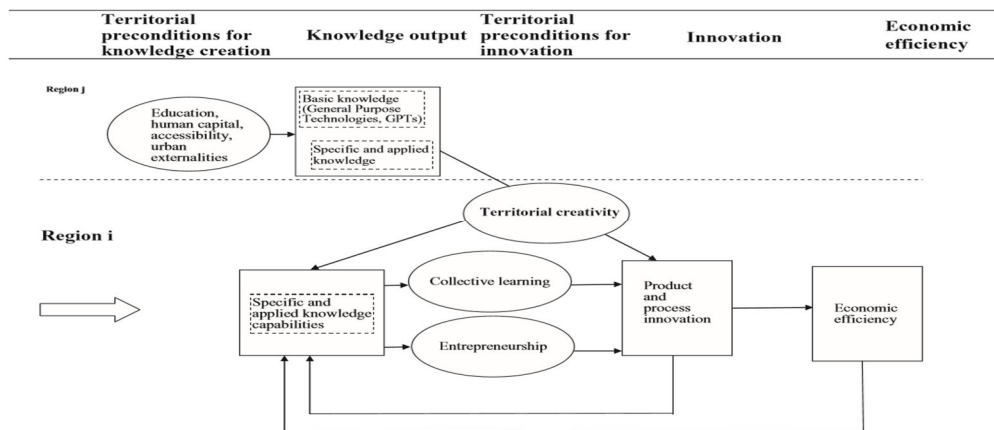 Territorial
preconditions for
knowledge creation
Knowledge output
Territorial
preconditions for
innovation
Innovation
Economic
efficiency
Region j
Education,
human capital,
accessibility,
urban
externalities
Basic knowledge
(General Purpose
Technologies, GPTs)
Specific and applied
knowledge
Territorial creativity
Region i
Specific and
applied knowledge
capabilities
Collective learning
Entrepreneurship
Product
and
process
innovation
Economic
efficiency